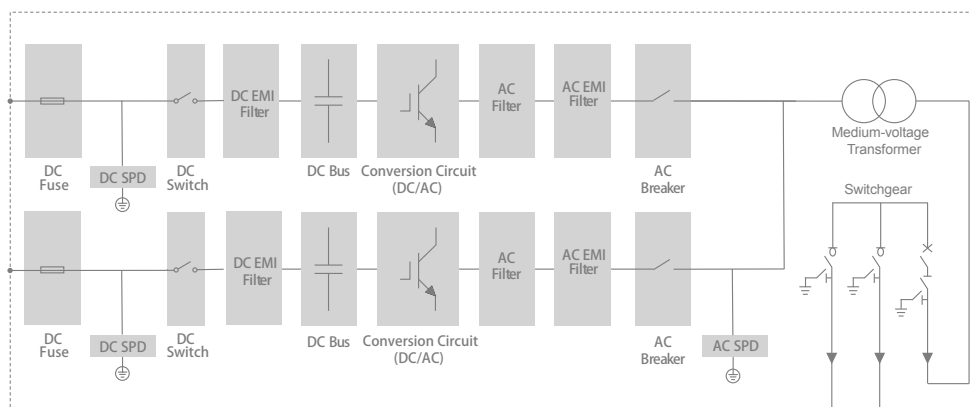 DC EMI
Filter
AC
Filter
AC EMI
Filter
DC
Fuse
DC SPD
DC
Switch
DC Bus
Conversion Circuit
(DC/AC)
AC
Breaker
Medium-voltage
Transformer
Switchgear
DC EMI
Filter
AC
Filter
AC EMI
Filter
DC
Fuse
DC SPD
DC
Switch
DC Bus
Conversion Circuit
(DC/AC)
AC
Breaker
AC SPD